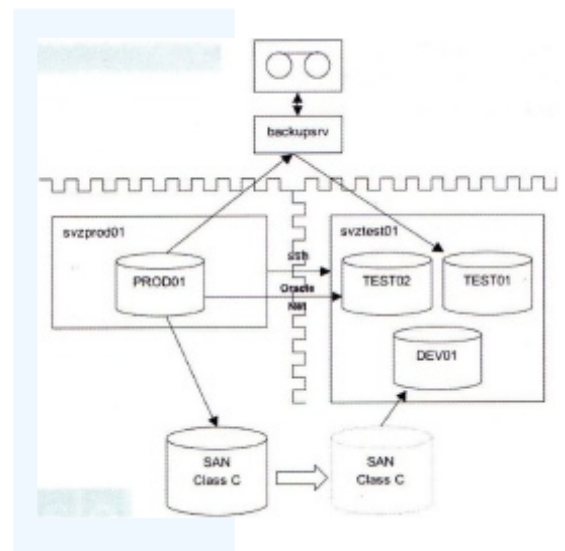 backupsrv
svzprod01
svztest01
ssh
PROD01
TEST02
TEST01
Oracle
Net
DEV01
SAN
Class C
SAN
Class C